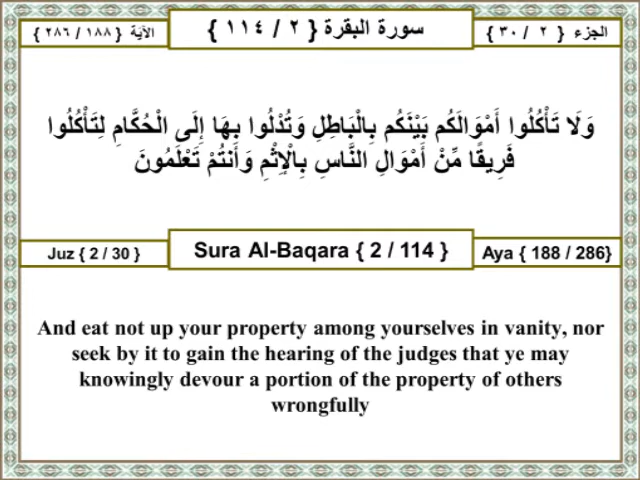 الجزء { ٢ / ٣٠ }
سورة البقرة { ٢ / ١١٤ }
الآية { ١٨٨ / ٢٨٦ }
وَلَا تَأْكُلُوا أَمْوَالَكُم بَيْنَكُم بِالْبَاطِلِ وَتُدْلُوا بِهَا إِلَى الْحُكَّامِ لِتَأْكُلُوا
فَرِيقًا مِّنْ أَمْوَالِ النَّاسِ بِالْإِثْمِ وَأَنتُمْ تَعْلَمُونَ
Juz { 2 / 30 }
Sura Al-Baqara { 2 / 114 }
Aya { 188 / 286}
And eat not up your property among yourselves in vanity, nor
seek by it to gain the hearing of the judges that ye may
knowingly devour a portion of the property of others
wrongfully